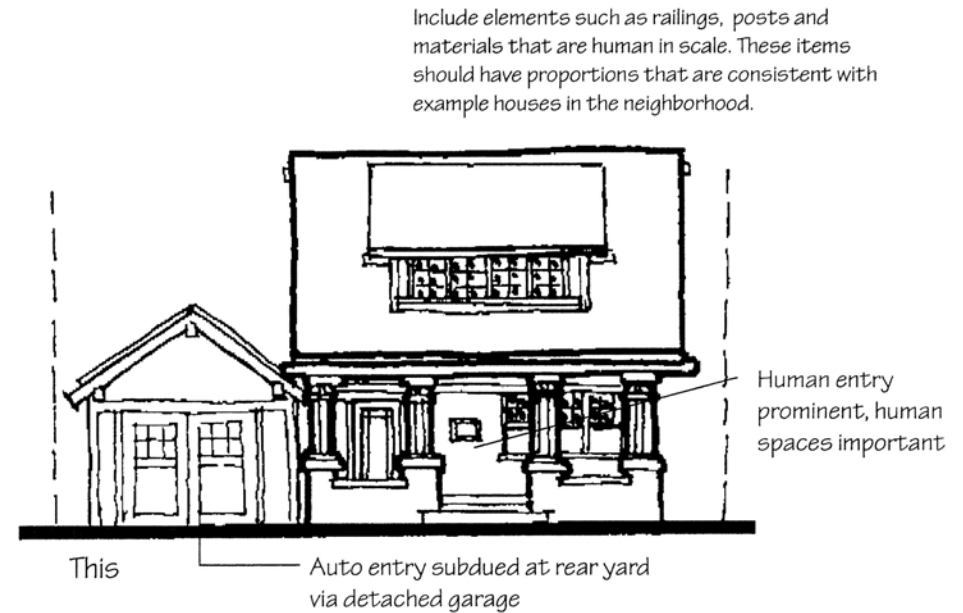 Include elements such as railings, posts and
materials that are human in scale. These items
should have proportions that are consistent with
example houses in the neighborhood.
Human entry
prominent, human
spaces important
This
Auto entry subdued at rear yard
via detached garage